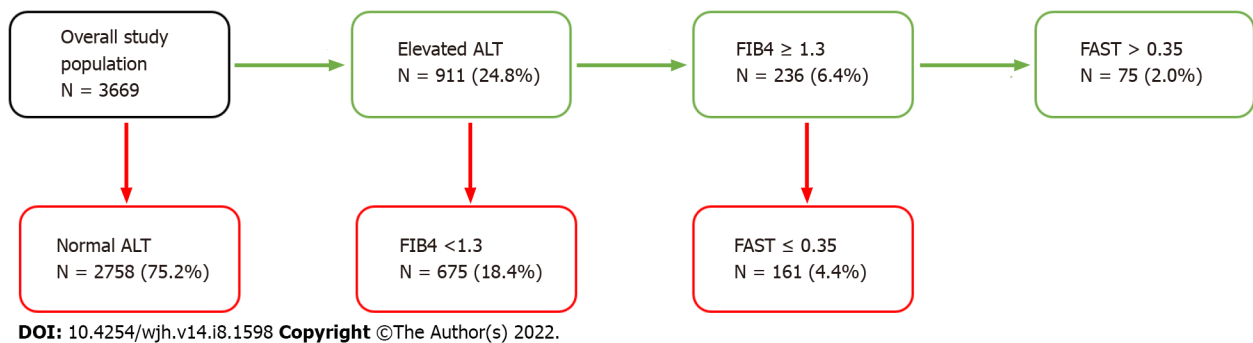 Overall study
population
N = 3669
Elevated ALT
N = 911 (24.8%)
FIB4 ≥ 1.3
N = 236 (6.4%)
FAST > 0.35
N = 75 (2.0%)
Normal ALT
N = 2758 (75.2%)
FIB4 <1.3
N = 675 (18.4%)
FAST ≤ 0.35
N = 161 (4.4%)
DOI: 10.4254/wjh.v14.i8.1598 Copyright ©The Author(s) 2022.